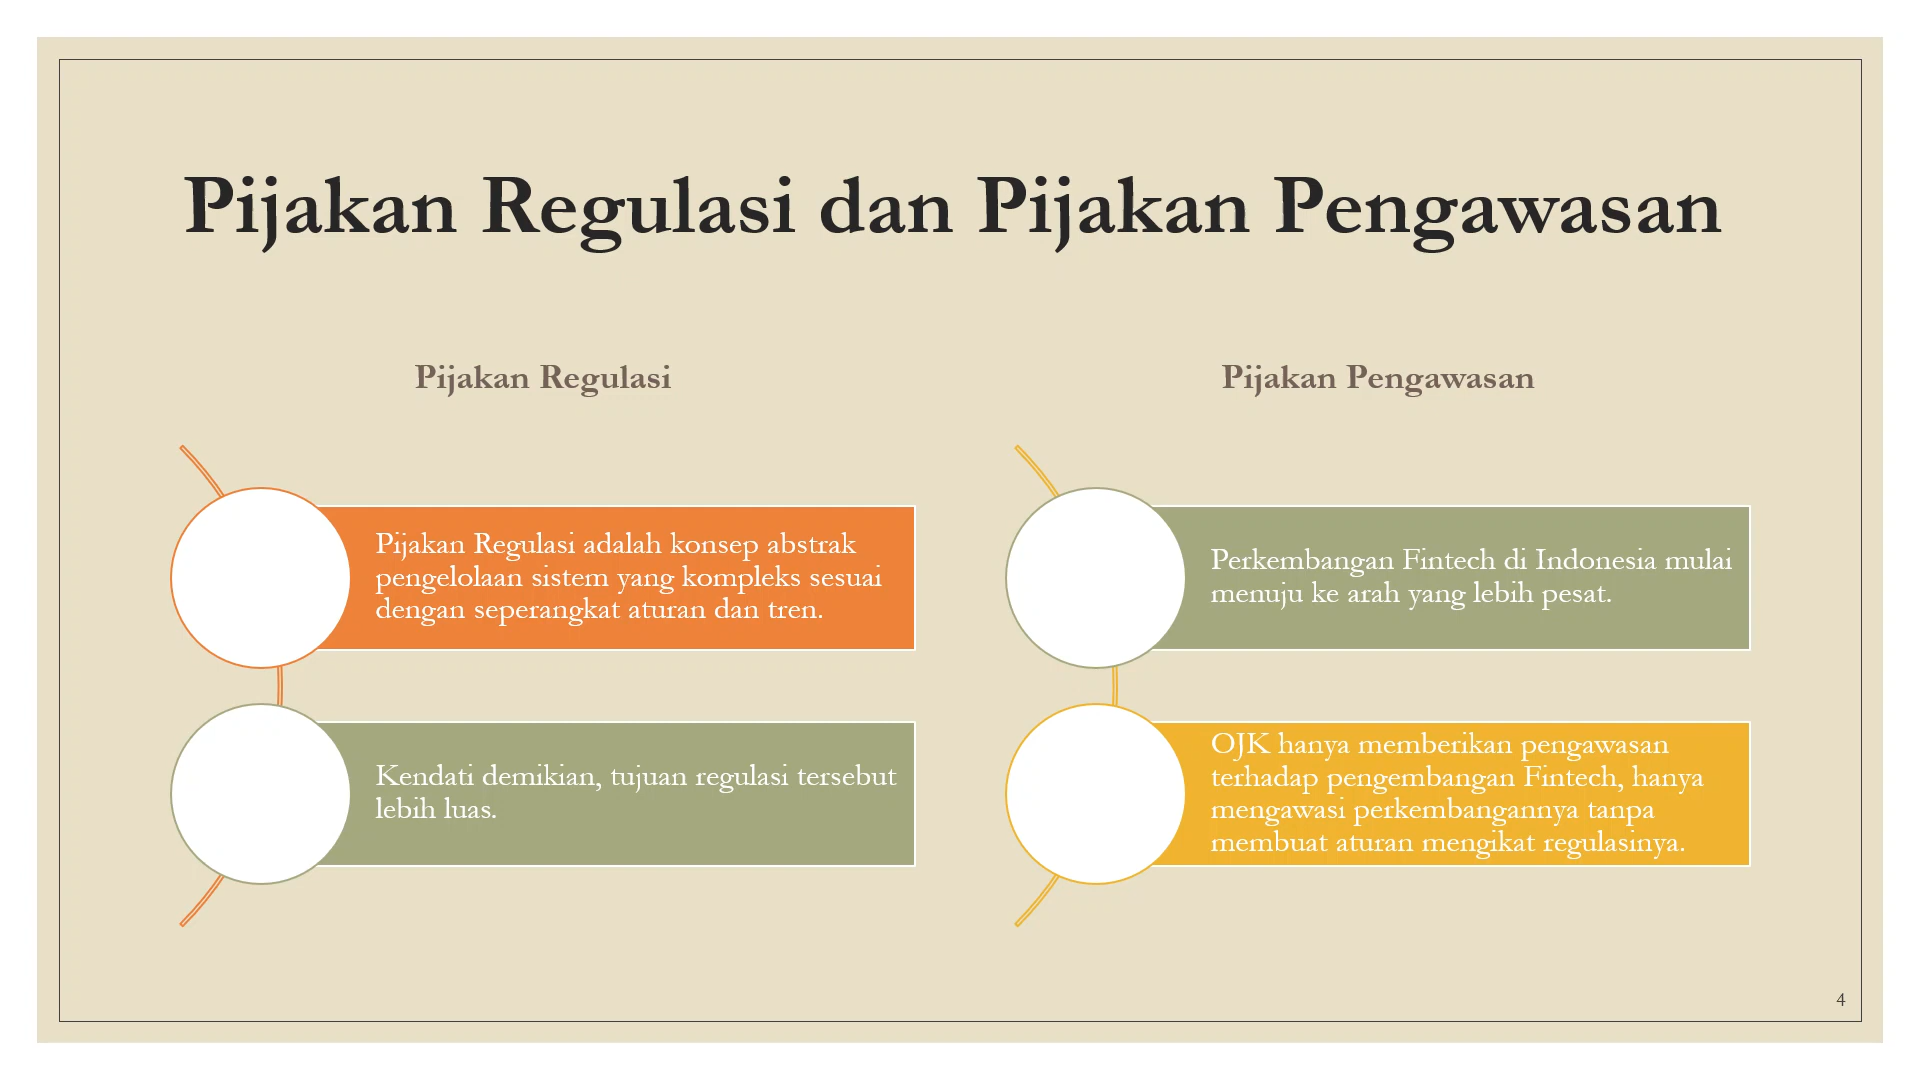 Pijakan Regulasi dan Pijakan Pengawasan
Pijakan Regulasi
Pijakan Regulasi adalah konsep abstrak
pengelolaan sistem yang kompleks sesuai
dengan seperangkat aturan dan tren.
Kendati demikian, tujuan regulasi tersebut
lebih luas.
Pijakan Pengawasan
Perkembangan Fintech di Indonesia mulai
menuju ke arah yang lebih pesat.
OJK hanya memberikan pengawasan
terhadap pengembangan Fintech, hanya
mengawasi perkembangannya tanpa
membuat aturan mengikat regulasinya.
4